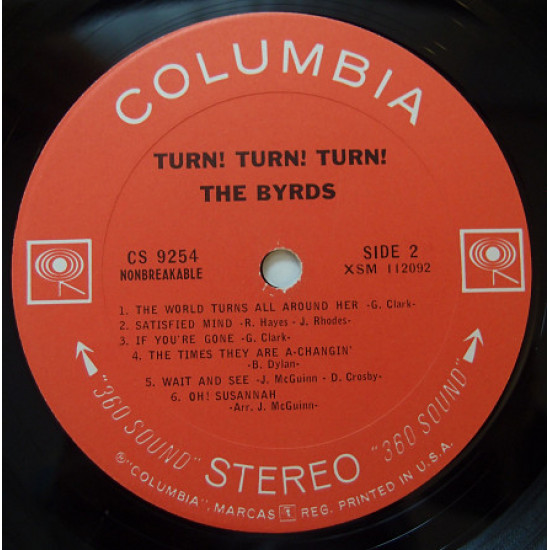 COLUMBIA
TURN! TURN! TURN!
THE BYRDS
CS 9254
NONBREAKABLE
SIDE 2
XSM 112092
1. THE WORLD TURNS ALL AROUND HER -G. Clark-
2. SATISFIED MIND -R. Hayes - J. Rhodes-
3. IF YOU'RE GONE -G. Clark-
4. THE TIMES THEY ARE A-CHANGIN'
-B. Dylan-
5. WAIT AND SEE -J. McGuinn - D. Crosby-
6. OH! SUSANNAH
-Arr. J. McGuinn-
"360 SOUND" STEREO "360 SOUND"
℗"COLUMBIA", MARCAS T REG. PRINTED IN U.S.A.